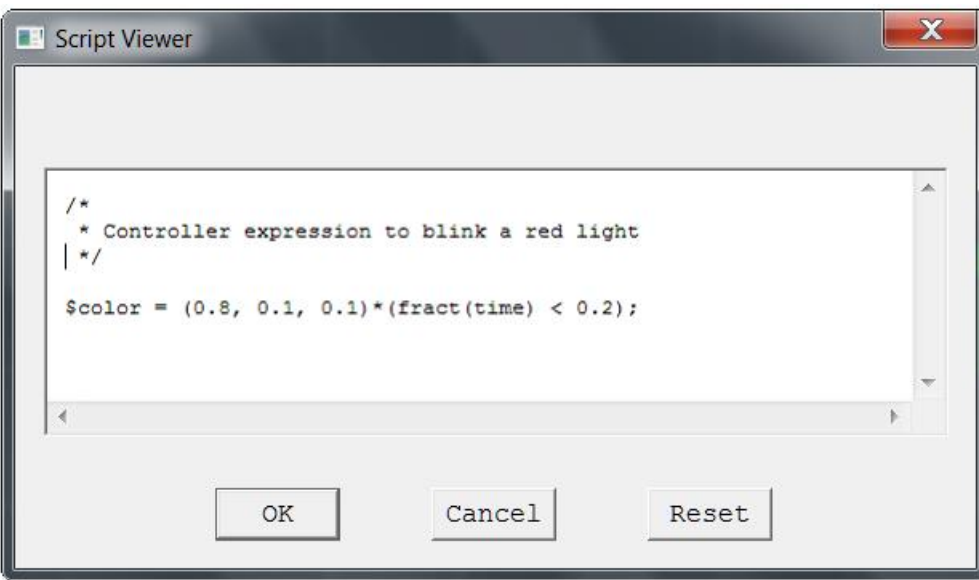 Script Viewer
/*
 * Controller expression to blink a red light
 */
$color = (0.8, 0.1, 0.1)*(fract(time) < 0.2);
OK
Cancel
Reset